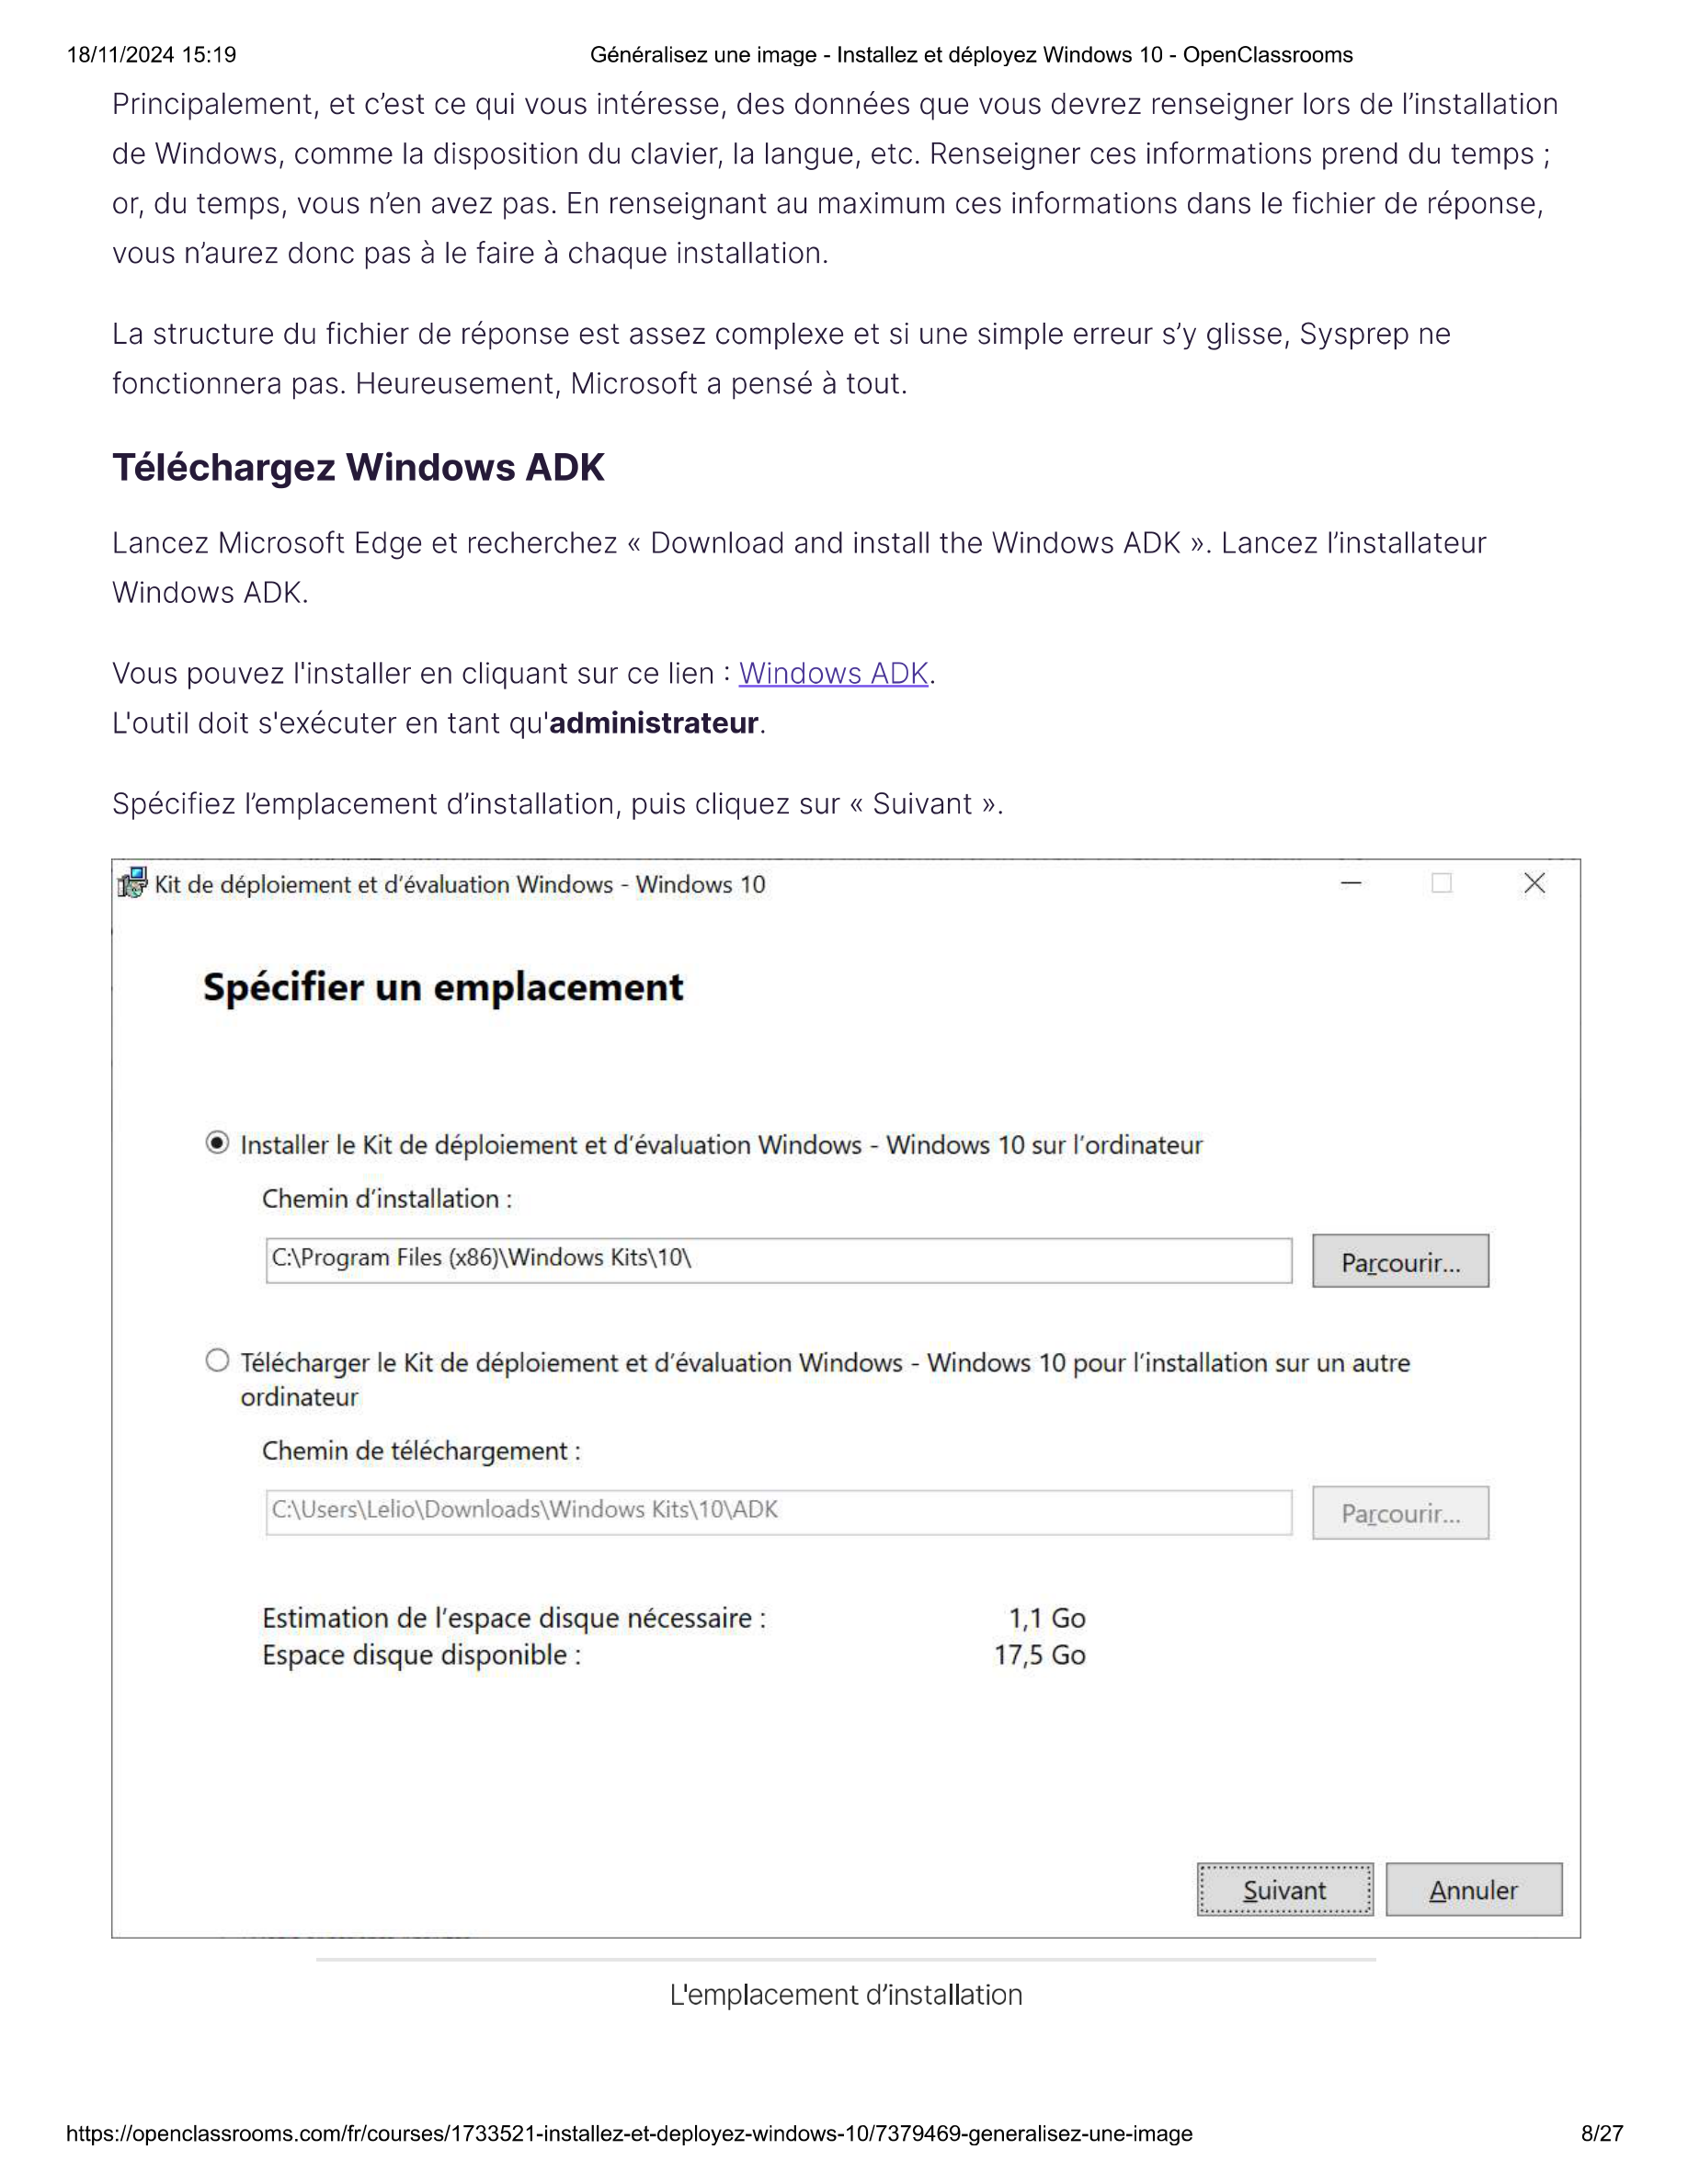 18/11/2024 15:19
Généralisez une image - Installez et déployez Windows 10 - OpenClassrooms
Principalement, et c’est ce qui vous intéresse, des données que vous devrez renseigner lors de l’installation
de Windows, comme la disposition du clavier, la langue, etc. Renseigner ces informations prend du temps ;
or, du temps, vous n’en avez pas. En renseignant au maximum ces informations dans le fichier de réponse,
vous n’aurez donc pas à le faire à chaque installation.
La structure du fichier de réponse est assez complexe et si une simple erreur s’y glisse, Sysprep ne
fonctionnera pas. Heureusement, Microsoft a pensé à tout.
Téléchargez Windows ADK
Lancez Microsoft Edge et recherchez « Download and install the Windows ADK ». Lancez l’installateur
Windows ADK.
Vous pouvez l'installer en cliquant sur ce lien : Windows ADK.
L'outil doit s'exécuter en tant qu'administrateur.
Spécifiez l’emplacement d’installation, puis cliquez sur « Suivant ».
Kit de déploiement et d’évaluation Windows - Windows 10
Spécifier un emplacement
Installer le Kit de déploiement et d’évaluation Windows - Windows 10 sur l’ordinateur
Chemin d’installation :
C:\Program Files (x86)\Windows Kits\10\
Parcourir...
Télécharger le Kit de déploiement et d’évaluation Windows - Windows 10 pour l’installation sur un autre
ordinateur
Chemin de téléchargement :
C:\Users\Lelio\Downloads\Windows Kits\10\ADK
Parcourir...
Estimation de l’espace disque nécessaire : 1,1 Go
Espace disque disponible : 17,5 Go
Suivant
Annuler
L'emplacement d’installation
https://openclassrooms.com/fr/courses/1733521-installez-et-deployez-windows-10/7379469-generalisez-une-image
8/27